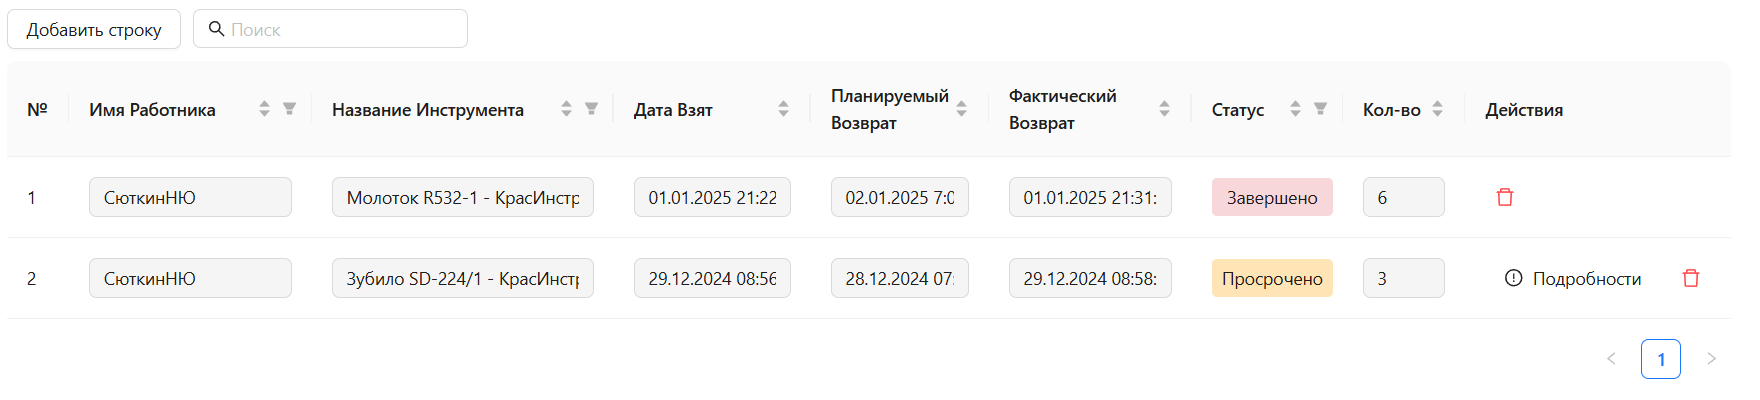 Добавить строку
Поиск
№ Имя Работника Название Инструмента Дата Взят Планируемый Возврат Фактический Возврат Статус Кол-во Действия
1 СюткинНЮ Молоток R532-1 - КрасИнстр 01.01.2025 21:22 02.01.2025 7:0 01.01.2025 21:31: Завершено 6
2 СюткинНЮ Зубило SD-224/1 - КрасИнстр 29.12.2024 08:56 28.12.2024 07: 29.12.2024 08:58: Просрочено 3 Подробности
1